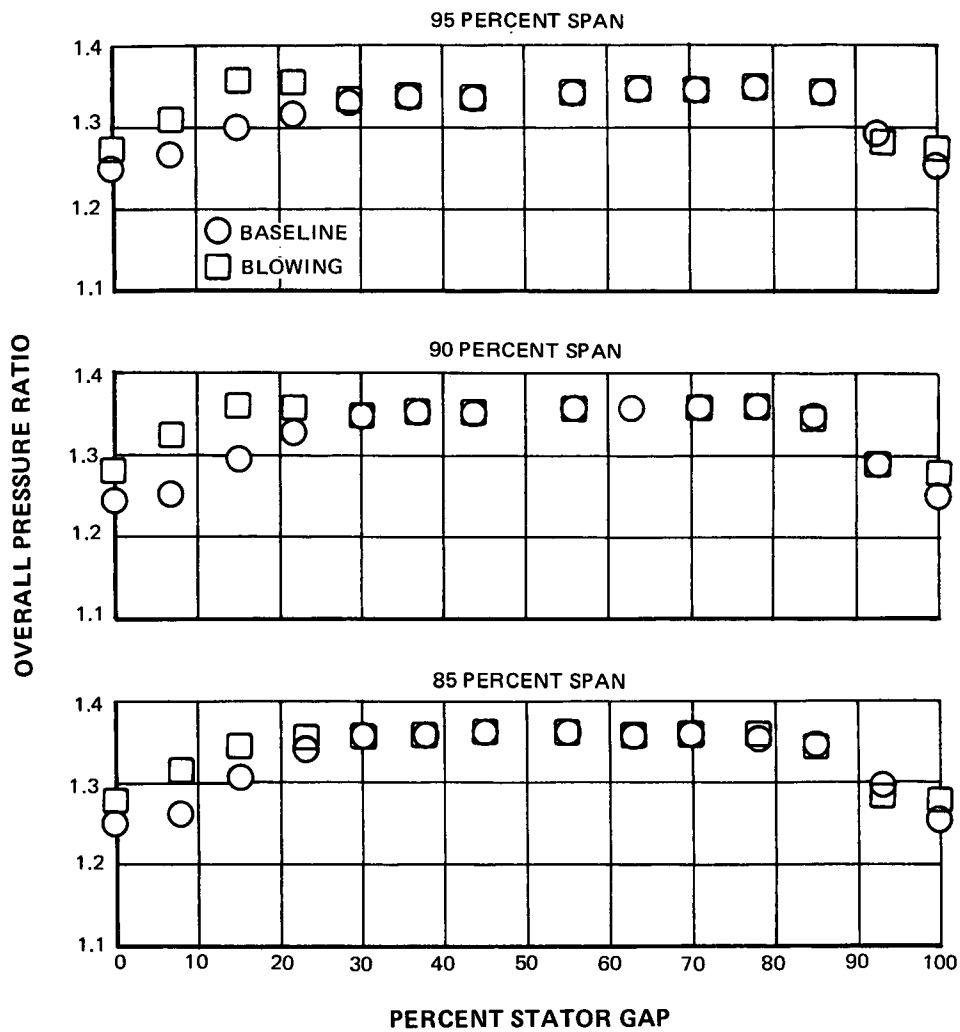 95 PERCENT SPAN
1.4
1.3
1.2
1.1
BASELINE
BLOWING
90 PERCENT SPAN
1.4
1.3
1.2
1.1
OVERALL PRESSURE RATIO
85 PERCENT SPAN
1.4
1.3
1.2
1.1
0 10 20 30 40 50 60 70 80 90 100
PERCENT STATOR GAP